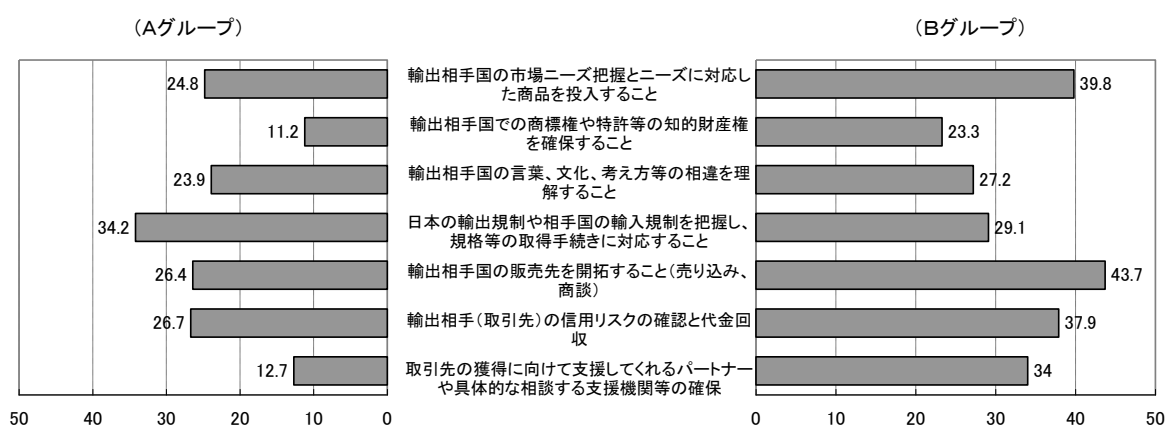 （Aグループ）
（Bグループ）
24.8
輸出相手国の市場ニーズ把握とニーズに対応し
た商品を投入すること
39.8
11.2
輸出相手国での商標権や特許等の知的財産権
を確保すること
23.3
23.9
輸出相手国の言葉、文化、考え方等の相違を理
解すること
27.2
34.2
日本の輸出規制や相手国の輸入規制を把握し、
規格等の取得手続きに対応すること
29.1
26.4
輸出相手国の販売先を開拓すること（売り込み、
商談）
43.7
26.7
輸出相手（取引先）の信用リスクの確認と代金回
収
37.9
12.7
取引先の獲得に向けて支援してくれるパートナー
や具体的な相談する支援機関等の確保
34
50 40 30 20 10 0
0 10 20 30 40 50